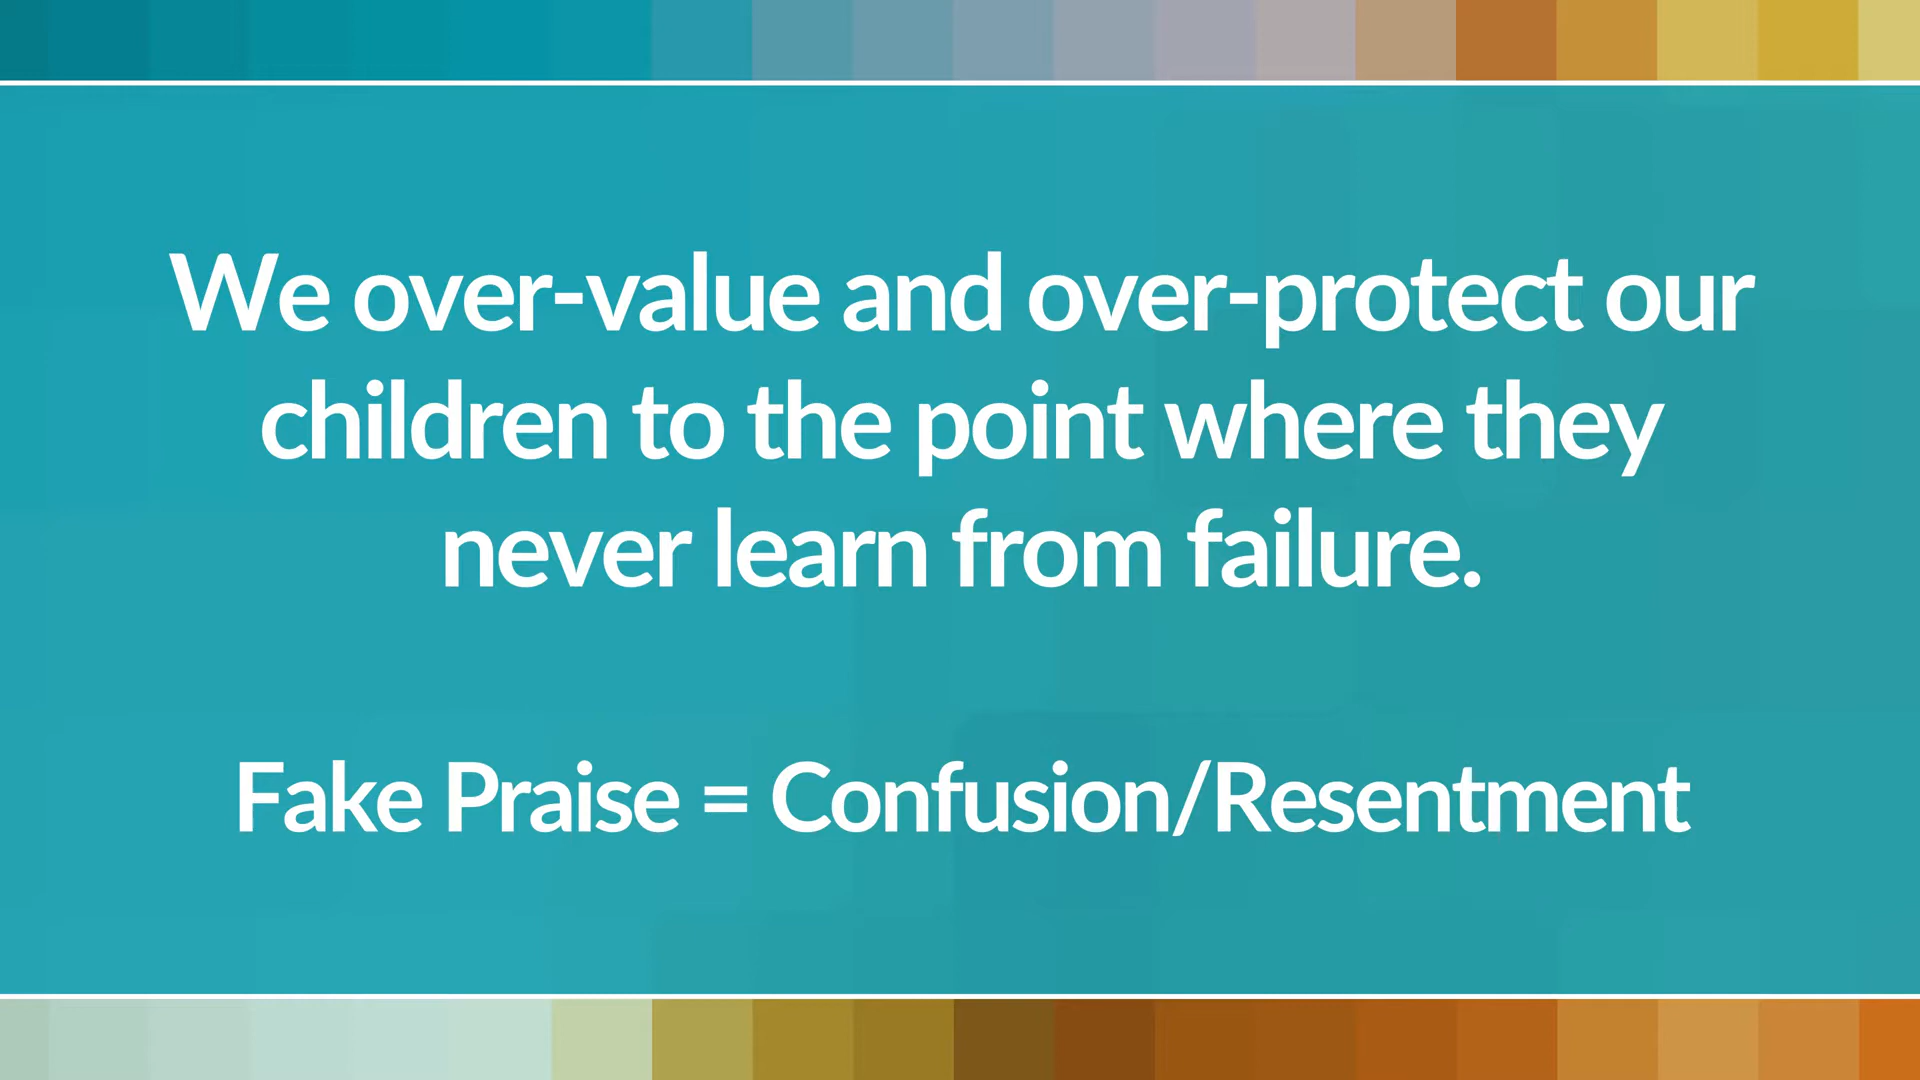 We over-value and over-protect our
children to the point where they
never learn from failure.
Fake Praise = Confusion/Resentment